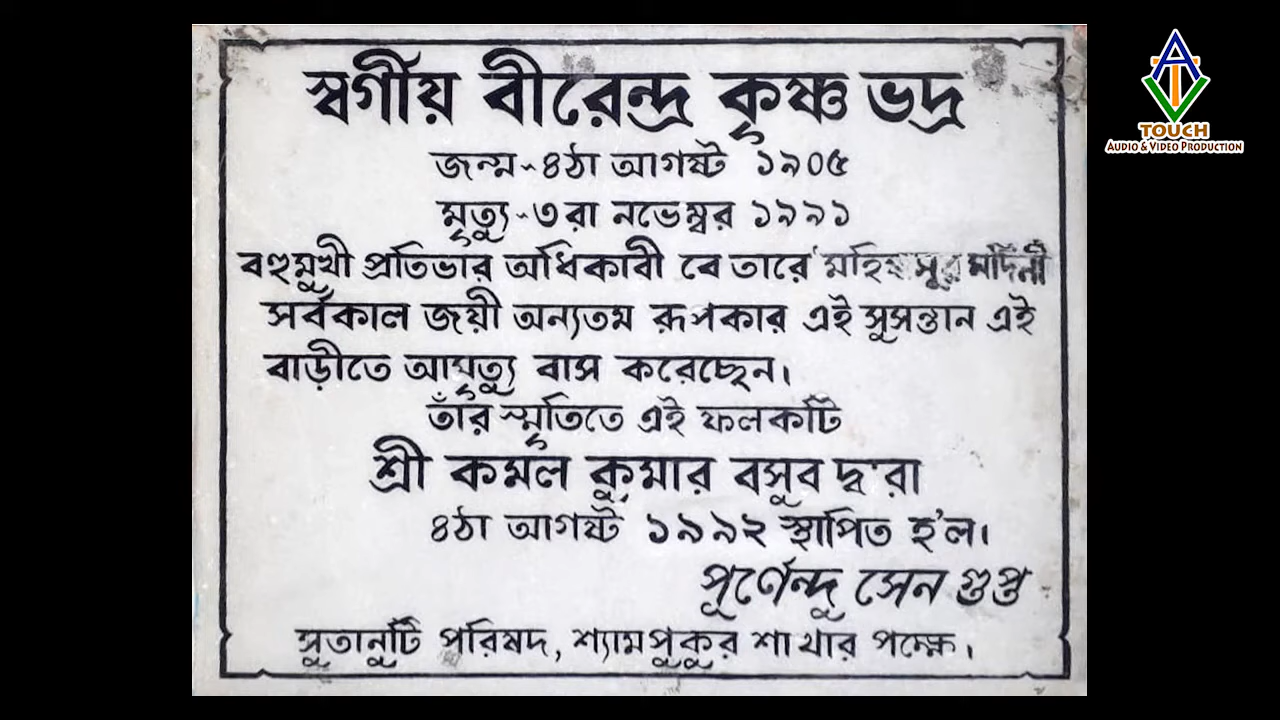 স্বর্গীয় বীরেন্দ্র কৃষ্ণ ভদ্র
জন্ম-৪ঠা আগষ্ট ১৯০৫
মৃত্যু-৩রা নভেম্বর ১৯৯১
বহুমুখী প্রতিভার অধিকাবী বেতারে 'মহিষাসুর মর্দিনী
সর্বকাল জয়ী অন্যতম রূপকার এই সুসন্তান এই
বাড়ীতে আমৃত্যু বাস করেছেন।
তাঁর স্মৃতিতে এই ফলকটি
শ্রী কমল কুমার বসুব দ্বারা
৪ঠা আগষ্ট ১৯৯২ স্থাপিত হ'ল।
পূর্ণেন্দু সেন গুপ্ত
সুতানুটি পরিষদ, শ্যামপুকুর শাখার পক্ষে।
TOUCH
AUDIO & VIDEO PRODUCTION